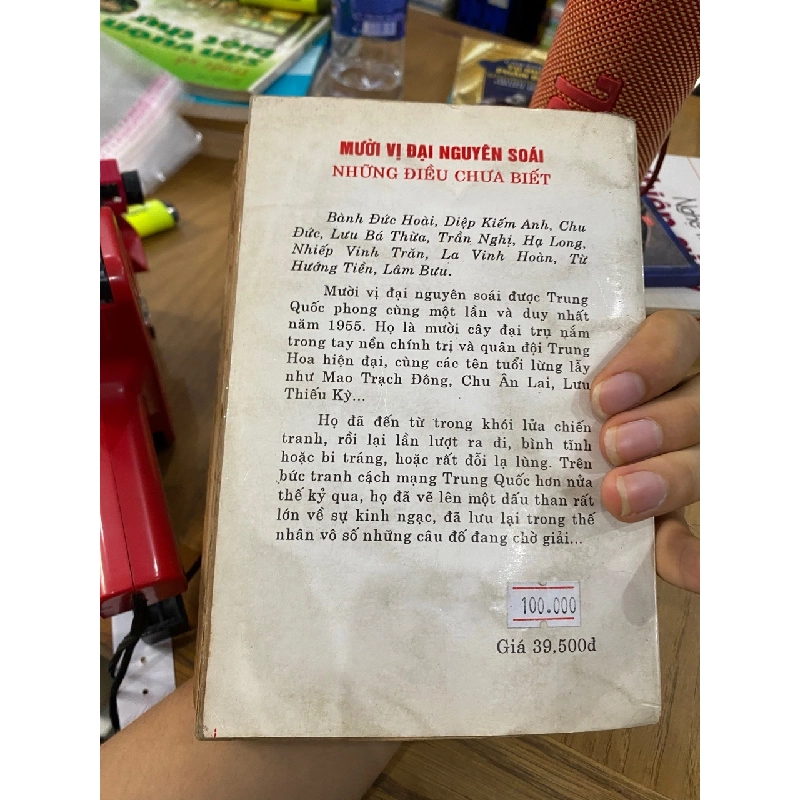 MƯỜI VỊ ĐẠI NGUYÊN SOÁI
NHỮNG ĐIỀU CHƯA BIẾT
Bành Đức Hoài, Diệp Kiếm Anh, Chu
Đức, Lưu Bá Thừa, Trần Nghị, Hạ Long,
Nhiếp Vinh Trăn, La Vinh Hoàn, Từ
Hướng Tiền, Lâm Bưu.
Mười vị đại nguyên soái được Trung
Quốc phong cùng một lần và duy nhất
năm 1955. Họ là mười cây đại trụ nắm
trong tay nền chính trị và quân đội Trung
Hoa hiện đại, cùng các tên tuổi lừng lẫy
như Mao Trạch Đông, Chu Ân Lai, Lưu
Thiếu Kỳ...
Họ đã đến từ trong khói lửa chiến
tranh, rồi lại lần lượt ra đi, bình tĩnh
hoặc bi tráng, hoặc rất đỗi lạ lùng. Trên
bức tranh cách mạng Trung Quốc hơn nửa
thế kỷ qua, họ đã vẽ lên một dấu than rất
lớn về sự kinh ngạc, đã lưu lại trong thế
nhân vô số những câu đố đang chờ giải...
100.000
Giá 39.500đ